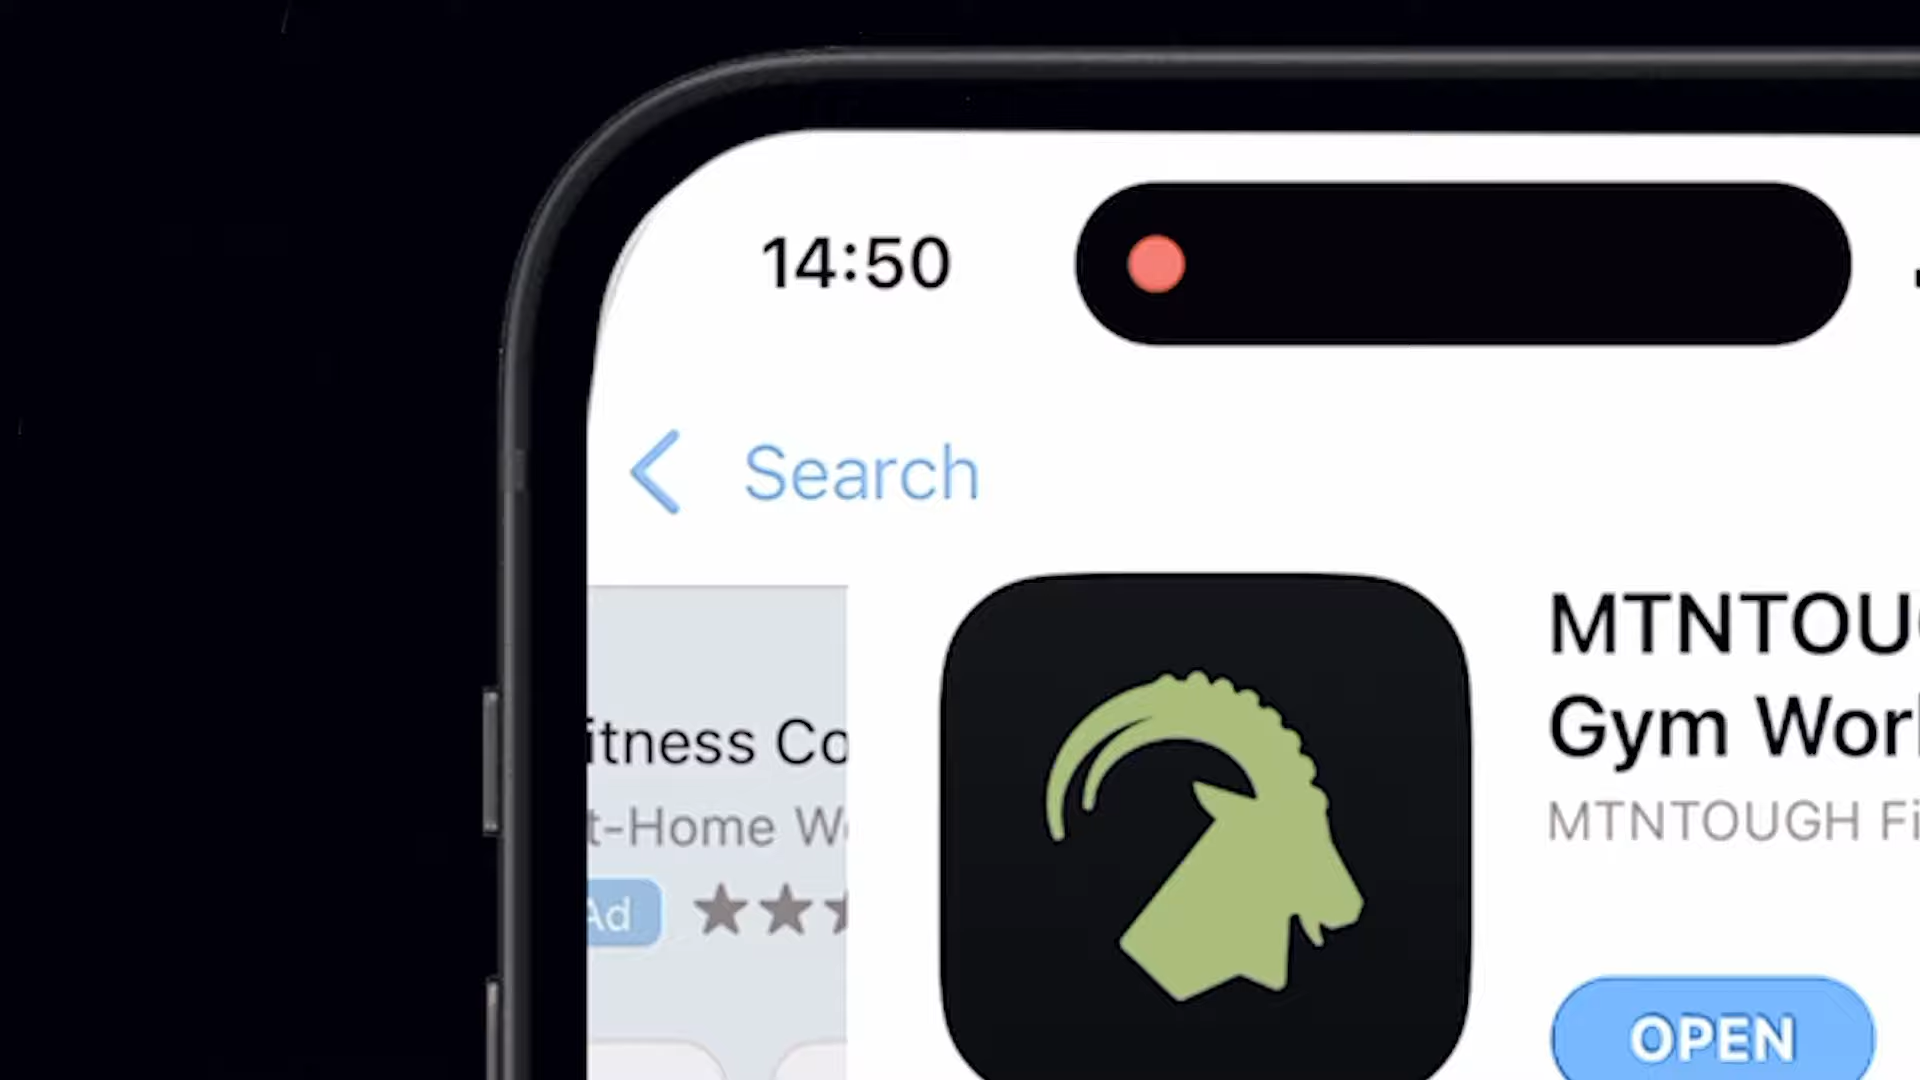 14:50
Search
itness Co
t-Home W
Ad
MTNTOU
Gym Wor
MTNTOUGH Fi
OPEN